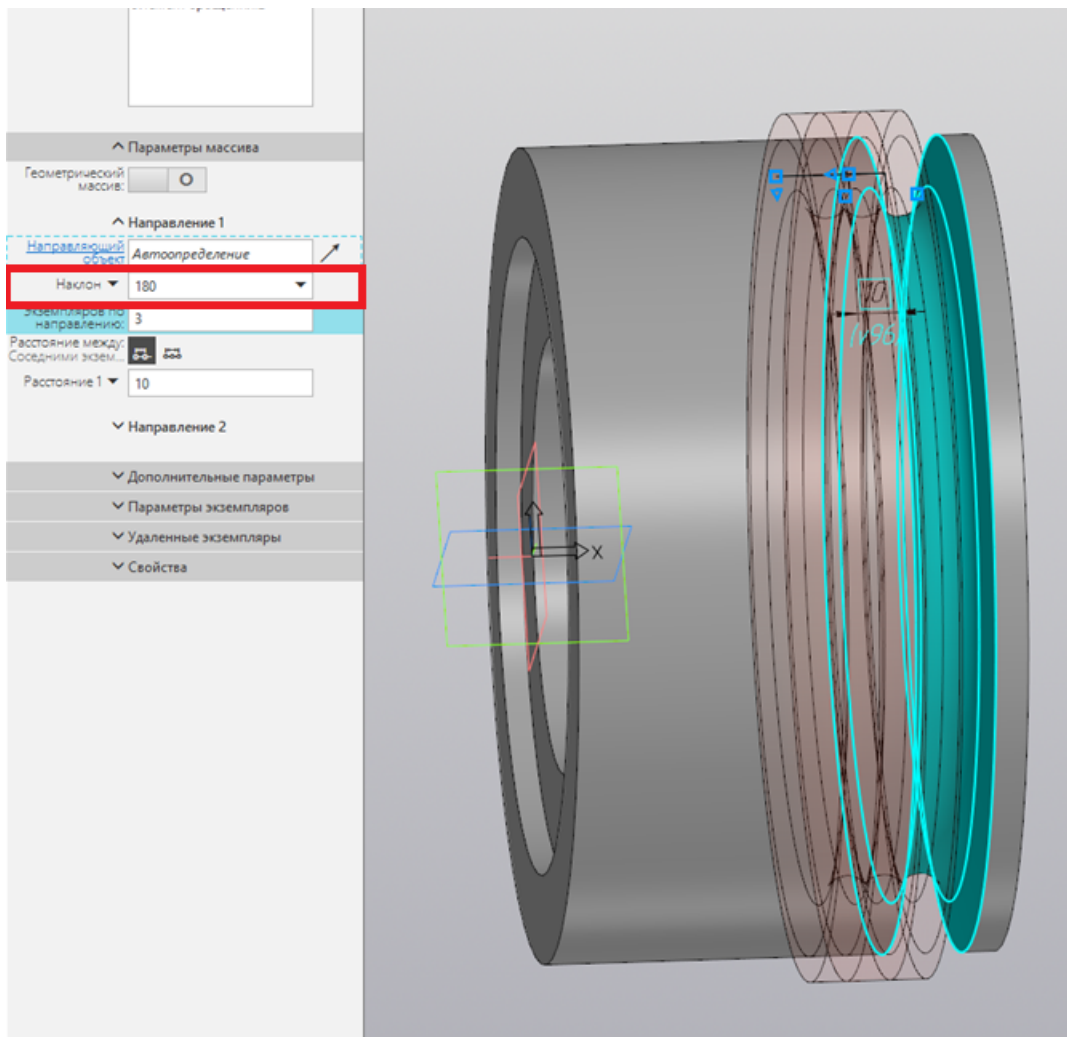 Параметры массива
Геометрический
массив:
Направление 1
Направляющий
объект
Автоопределение
Наклон
180
Экземпляров по
направлению:
3
Расстояние между:
Соседними экзем...
Расстояние 1
10
Направление 2
Дополнительные параметры
Параметры экземпляров
Удаленные экземпляры
Свойства
10
(v96)
X